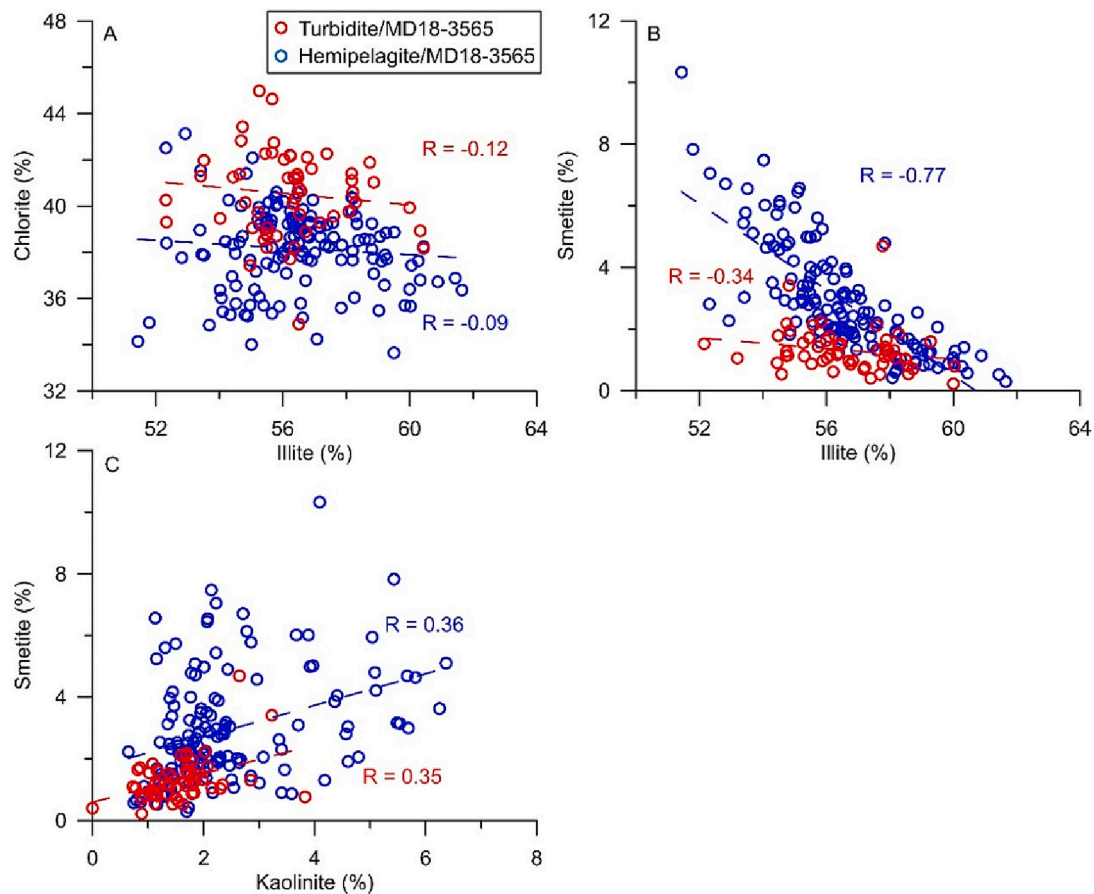 48
A
Turbidite/MD18-3565
Hemipelagite/MD18-3565
44
R = -0.12
Chlorite (%)
40
36
R = -0.09
32
52 56 60 64
Illite (%)
12
B
8
R = -0.77
Smetite (%)
4
R = -0.34
0
52 56 60 64
Illite (%)
12
C
8
R = 0.36
Smetite (%)
4
R = 0.35
0
0 2 4 6 8
Kaolinite (%)